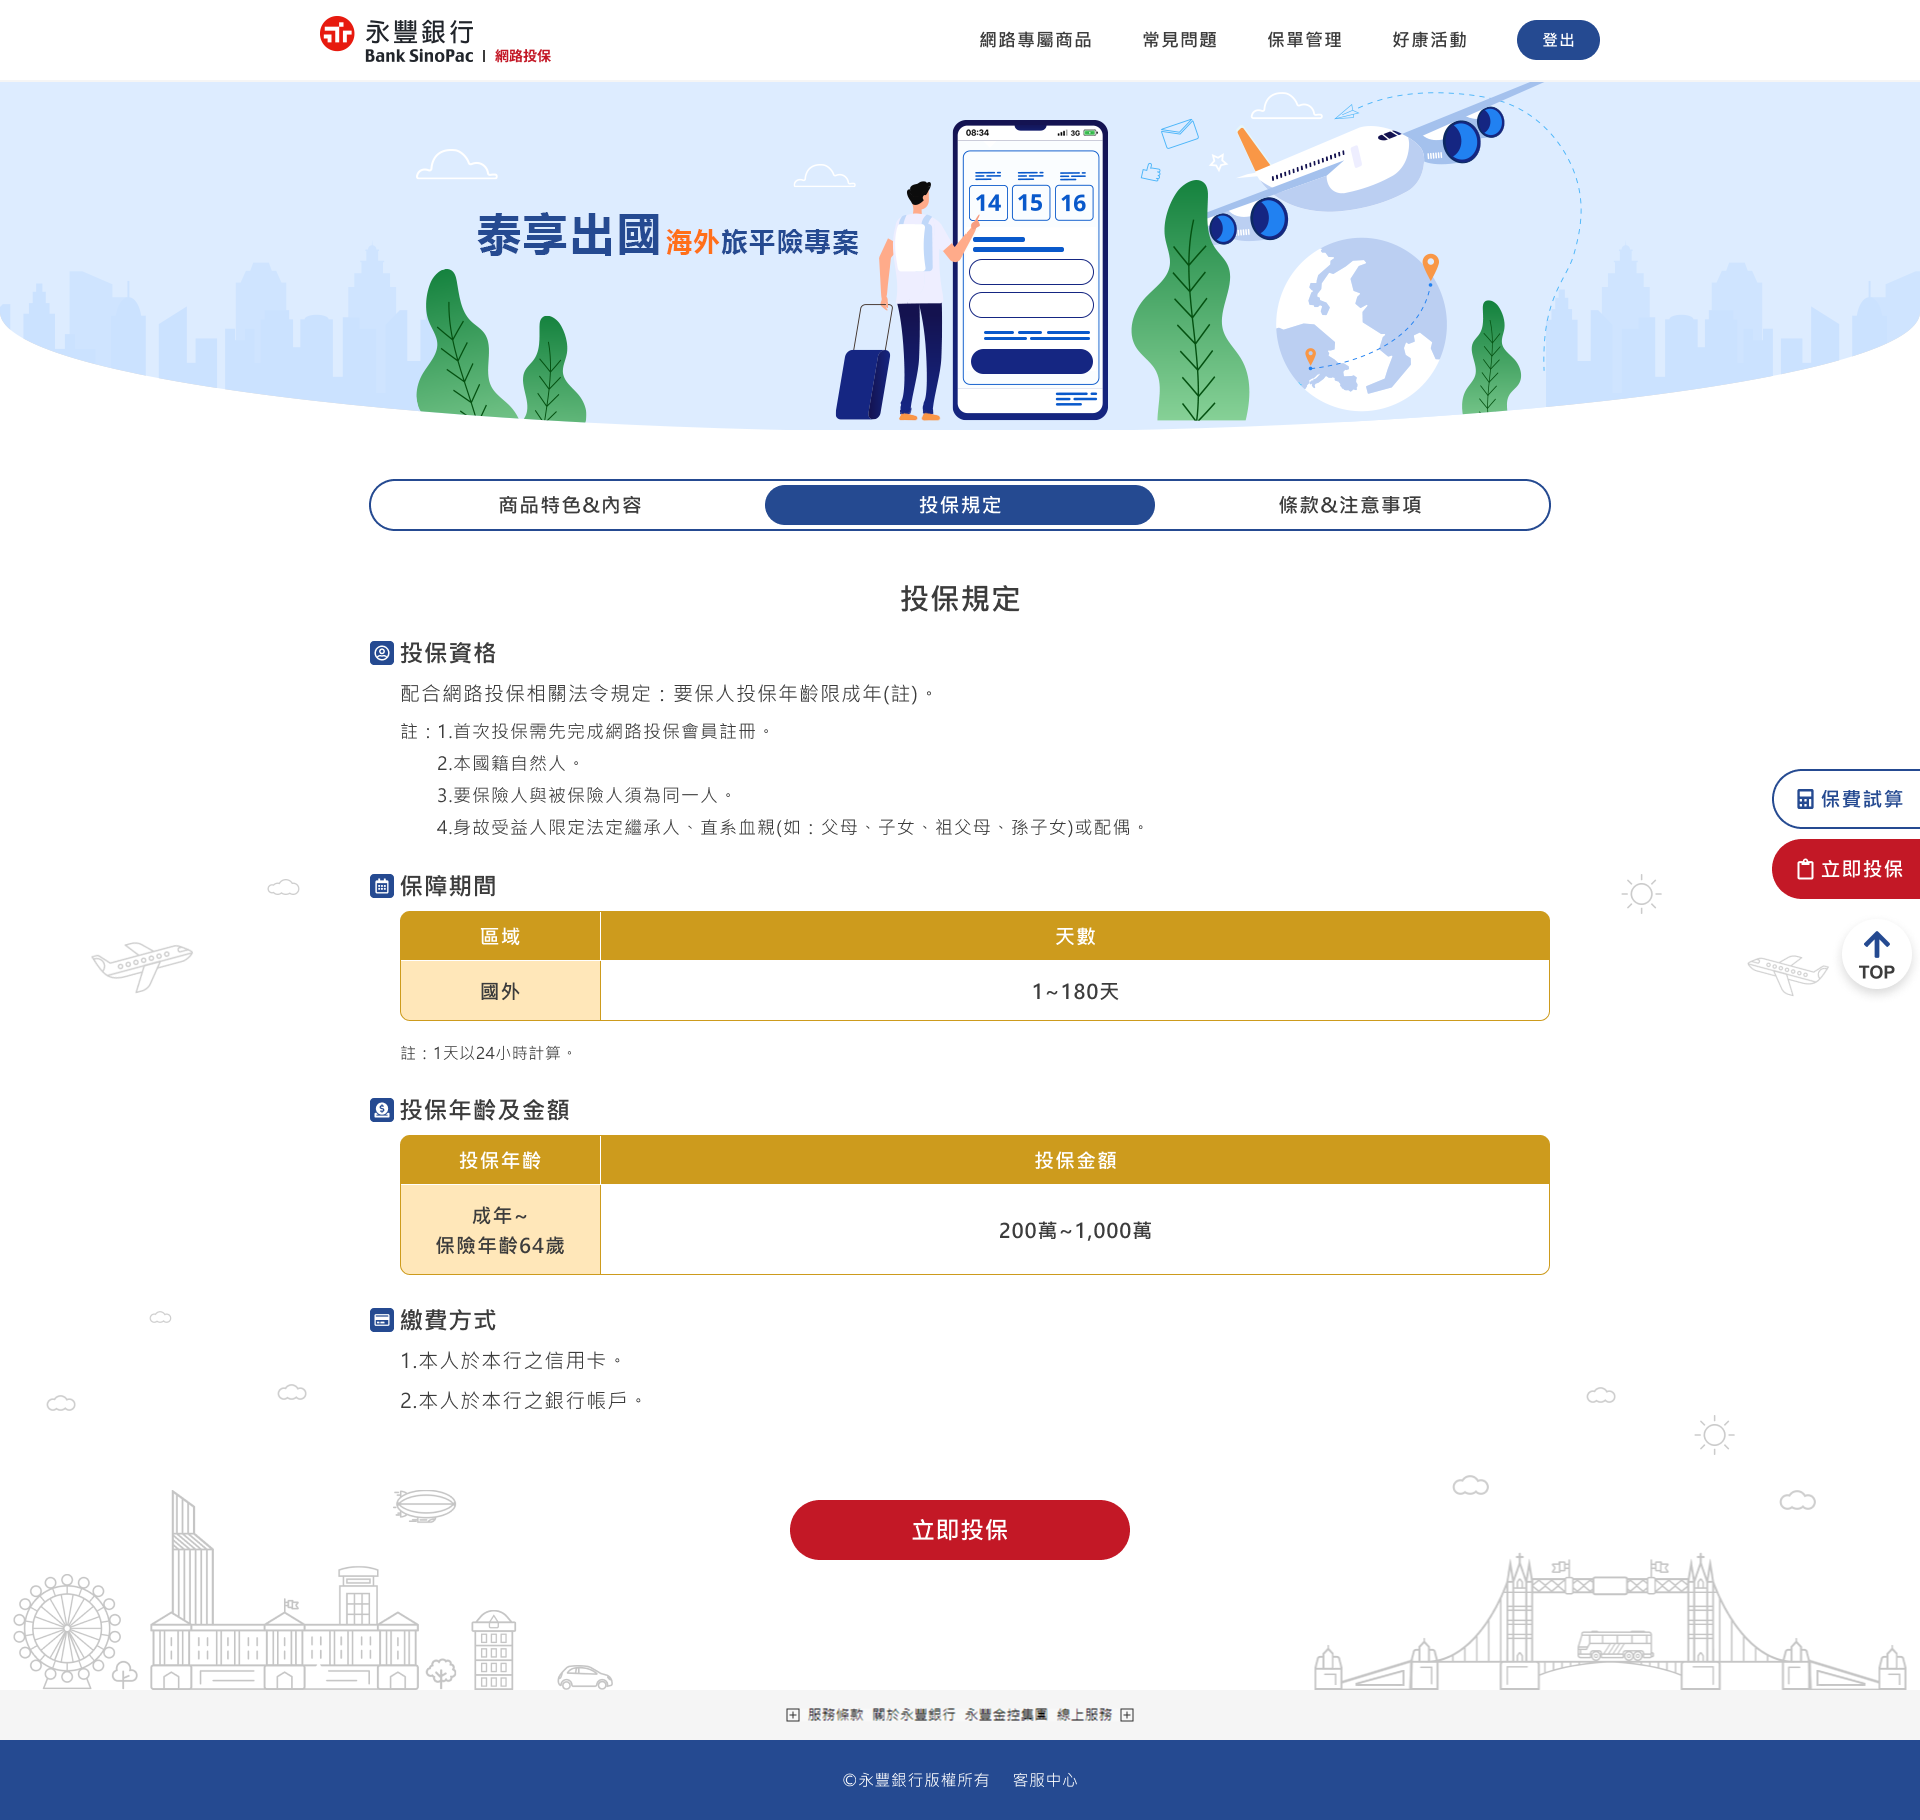 永豐銀行
Bank SinoPac | 網路投保
網路專屬商品 常見問題 保單管理 好康活動 登出
08:34 3G
14 15 16
泰享出國 海外旅平險專案
商品特色&內容 投保規定 條款&注意事項
投保規定
投保資格
配合網路投保相關法令規定：要保人投保年齡限成年(註)。
註：1.首次投保需先完成網路投保會員註冊。
2.本國籍自然人。
3.要保險人與被保險人須為同一人。
4.身故受益人限定法定繼承人、直系血親(如：父母、子女、祖父母、孫子女)或配偶。
保費試算
立即投保
TOP
保障期間
區域 天數
國外 1~180天
註：1天以24小時計算。
投保年齡及金額
投保年齡 投保金額
成年~
保險年齡64歲 200萬~1,000萬
繳費方式
1.本人於本行之信用卡。
2.本人於本行之銀行帳戶。
立即投保
服務條款 關於永豐銀行 永豐金控集團 線上服務
©永豐銀行版權所有 客服中心